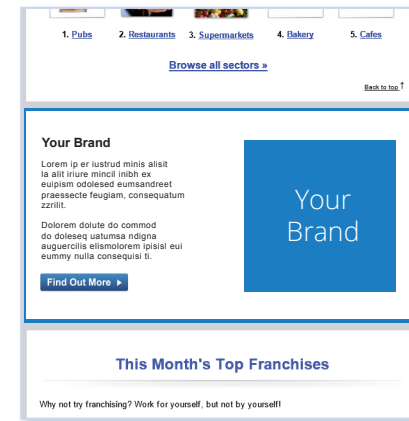 1. Pubs 2. Restaurants 3. Supermarkets 4. Bakery 5. Cafes
Browse all sectors »
Back to top ↑
Your Brand
Lorem ip er iustrud minis alisit
la alit iriure mincil inibh ex
euipism odolesed eumsandreet
praessecte feugiam, consequatum
zzrilit.
Dolorem dolute do commod
do doleseq uatumsa ndigna
auguercilis elismolorem ipisisl eui
eummy nulla consequisi ti.
Find Out More
Your
Brand
This Month's Top Franchises
Why not try franchising? Work for yourself, but not by yourself!